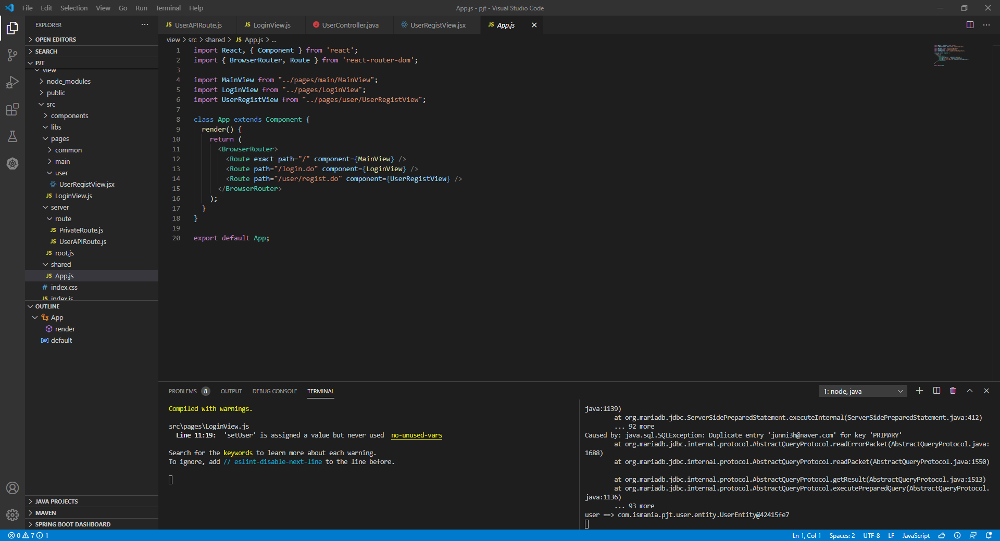 File Edit Selection View Go Run Terminal Help
App.js - pjt - Visual Studio Code
EXPLORER
OPEN EDITORS
SEARCH
PJT
view
node_modules
public
src
components
libs
pages
common
main
user
UserRegistView.jsx
JS LoginView.js
server
route
JS PrivateRoute.js
JS UserAPIRoute.js
JS root.js
shared
JS App.js
# index.css
JS index.js
OUTLINE
App
render
default
JAVA PROJECTS
MAVEN
SPRING BOOT DASHBOARD
JS UserAPIRoute.js JS LoginView.js J UserController.java UserRegistView.jsx JS App.js
view > src > shared > JS App.js > ...
1 import React, { Component } from 'react';
2 import { BrowserRouter, Route } from 'react-router-dom';
3
4 import MainView from "../pages/main/MainView";
5 import LoginView from "../pages/LoginView";
6 import UserRegistView from "../pages/user/UserRegistView";
7
8 class App extends Component {
9 render() {
10 return (
11 <BrowserRouter>
12 <Route exact path="/" component={MainView} />
13 <Route path="/login.do" component={LoginView} />
14 <Route path="/user/regist.do" component={UserRegistView} />
15 </BrowserRouter>
16 );
17 }
18 }
19
20 export default App;
PROBLEMS 8 OUTPUT DEBUG CONSOLE TERMINAL
1: node, java
Compiled with warnings.
src\pages\LoginView.js
Line 11:19: 'setUser' is assigned a value but never used no-unused-vars
Search for the keywords to learn more about each warning.
To ignore, add // eslint-disable-next-line to the line before.
java:1139)
at org.mariadb.jdbc.ServerSidePreparedStatement.executeInternal(ServerSidePreparedStatement.java:412)
... 92 more
Caused by: java.sql.SQLException: Duplicate entry 'junni3h@naver.com' for key 'PRIMARY'
at org.mariadb.jdbc.internal.protocol.AbstractQueryProtocol.readErrorPacket(AbstractQueryProtocol.java:
1688)
at org.mariadb.jdbc.internal.protocol.AbstractQueryProtocol.readPacket(AbstractQueryProtocol.java:1550)
at org.mariadb.jdbc.internal.protocol.AbstractQueryProtocol.getResult(AbstractQueryProtocol.java:1513)
at org.mariadb.jdbc.internal.protocol.AbstractQueryProtocol.executePreparedQuery(AbstractQueryProtocol.
java:1136)
... 93 more
user ==> com.ismania.pjt.user.entity.UserEntity@42415fe7
0 7 1
Ln 1, Col 1 Spaces: 2 UTF-8 LF JavaScript